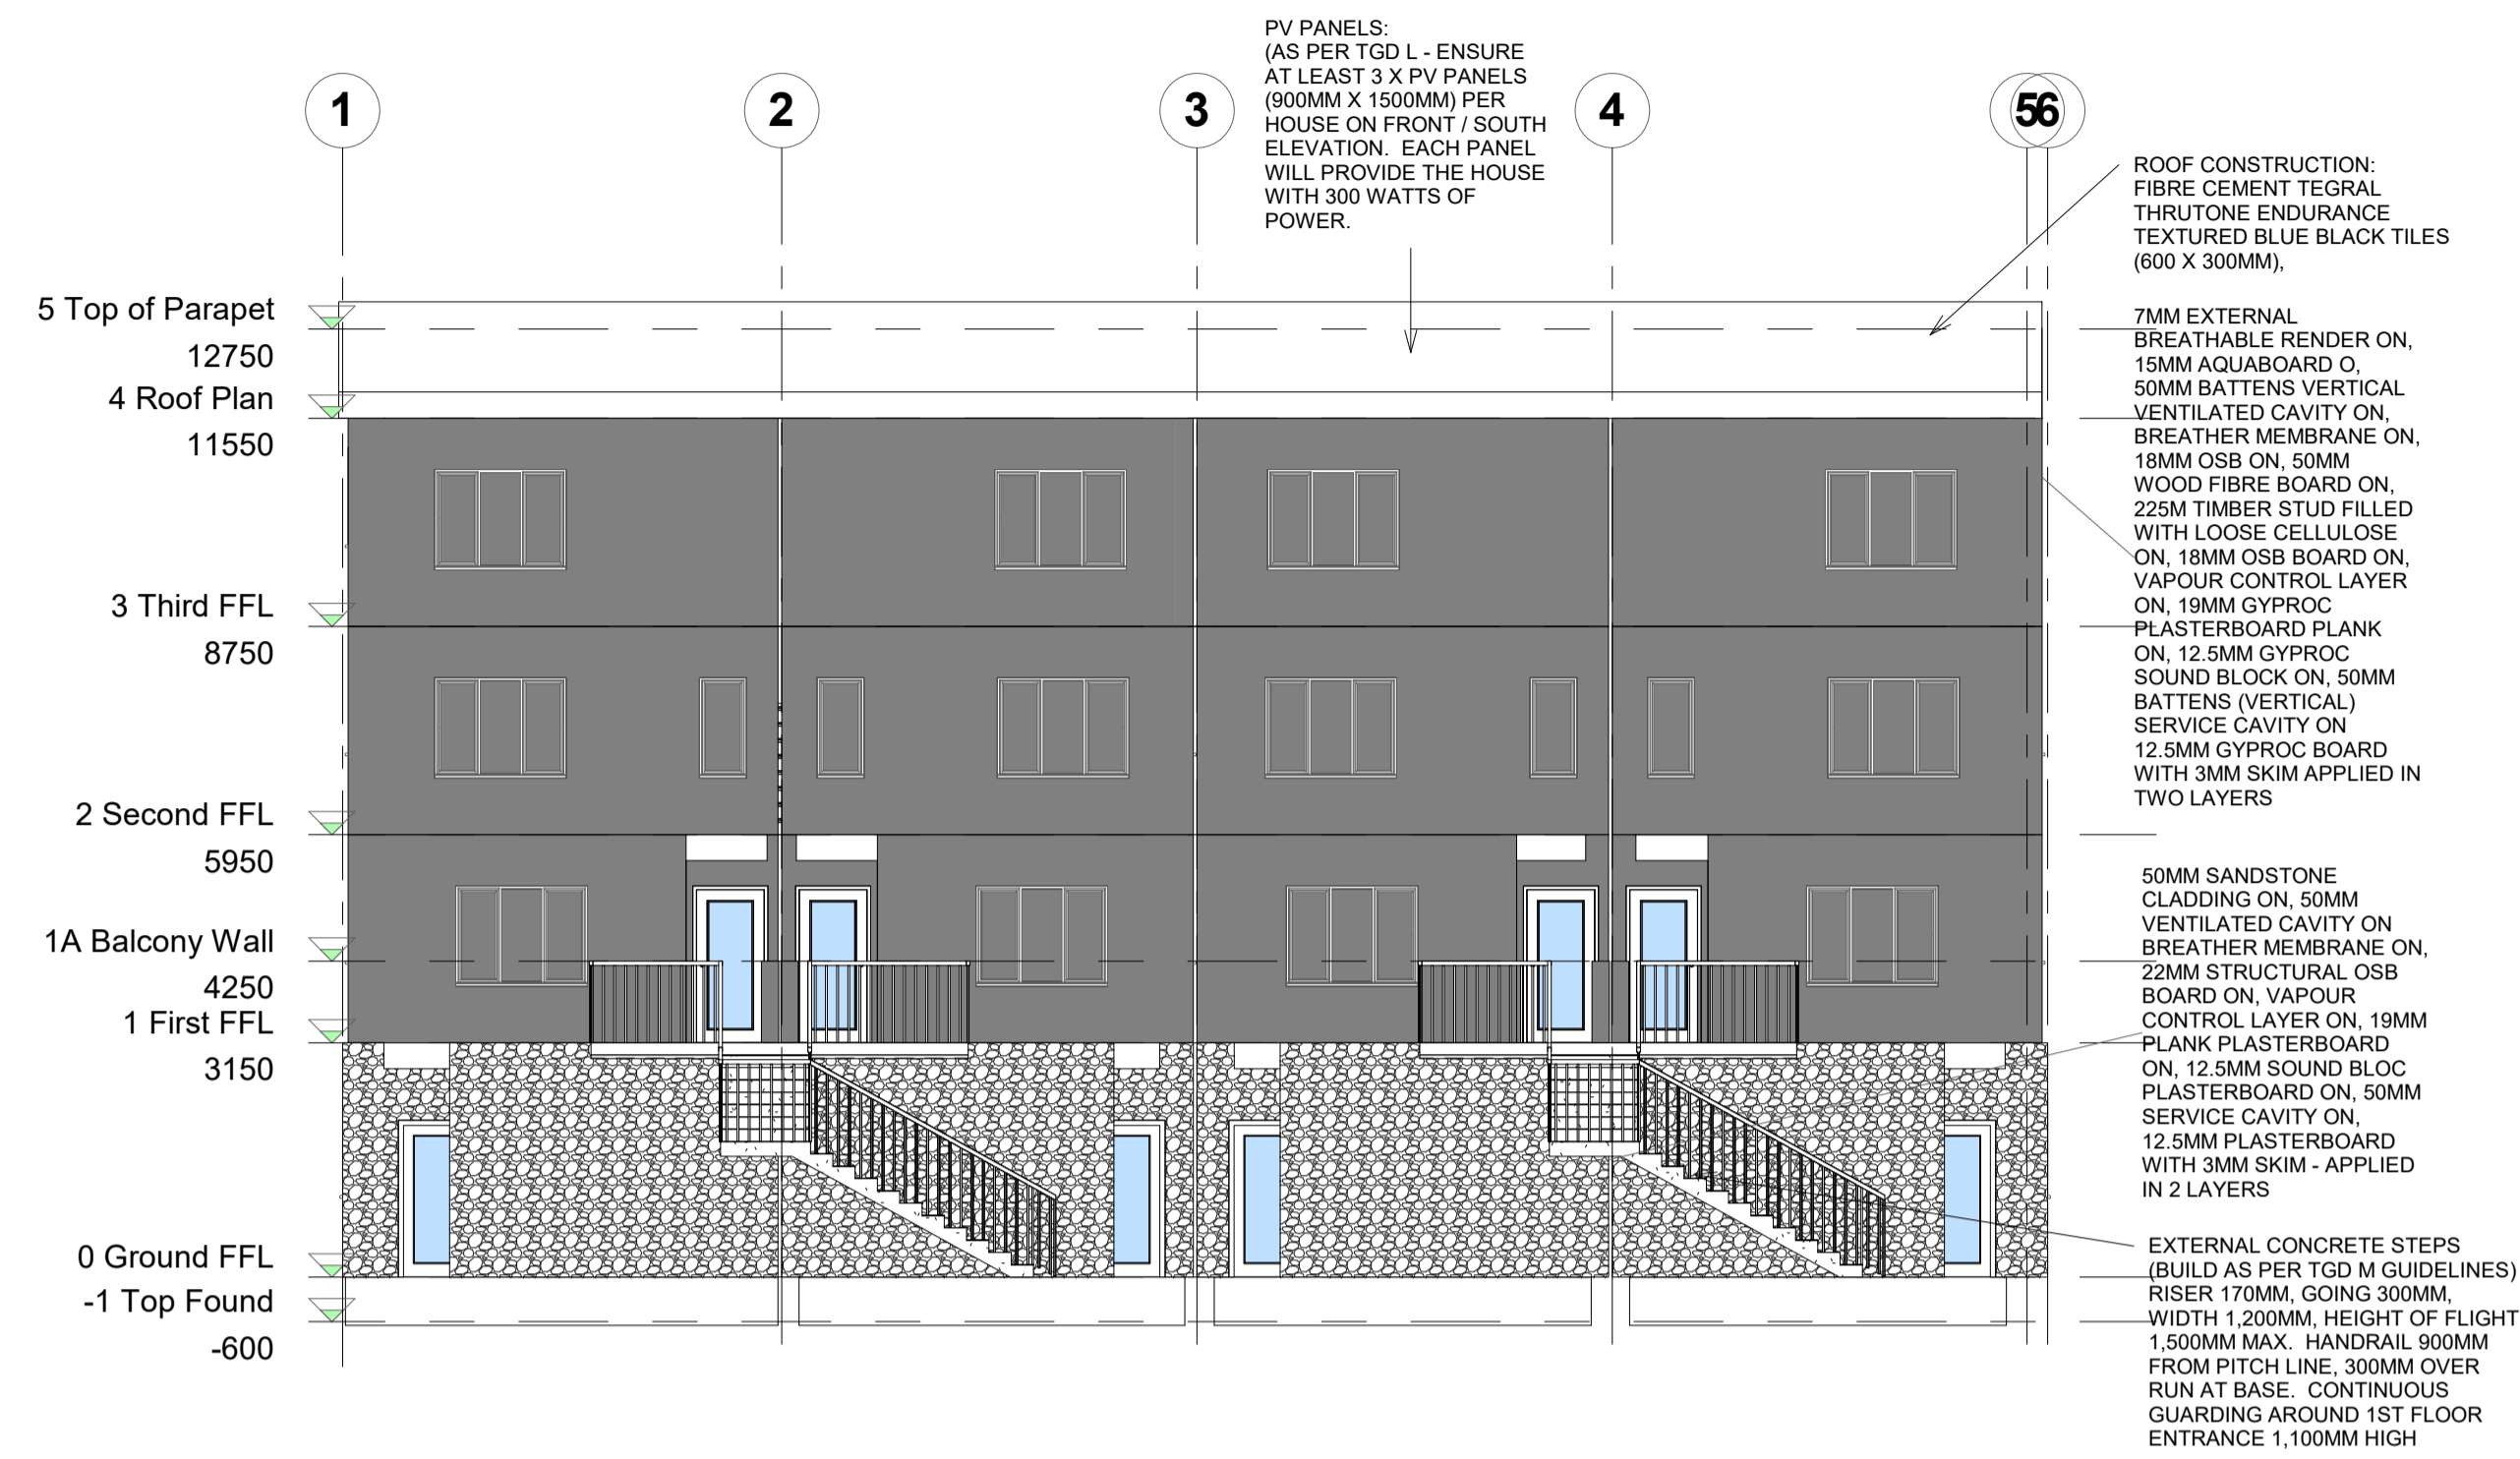 PV PANELS:
(AS PER TGD L - ENSURE
AT LEAST 3 X PV PANELS
(900MM X 1500MM) PER
HOUSE ON FRONT / SOUTH
ELEVATION. EACH PANEL
WILL PROVIDE THE HOUSE
WITH 300 WATTS OF
POWER.
1
2
3
4
5
6
5 Top of Parapet
12750
4 Roof Plan
11550
3 Third FFL
8750
2 Second FFL
5950
1A Balcony Wall
4250
1 First FFL
3150
0 Ground FFL
-1 Top Found
-600
ROOF CONSTRUCTION:
FIBRE CEMENT TEGRAL
THRUTONE ENDURANCE
TEXTURED BLUE BLACK TILES
(600 X 300MM),
7MM EXTERNAL
BREATHABLE RENDER ON,
15MM AQUABOARD O,
50MM BATTENS VERTICAL
VENTILATED CAVITY ON,
BREATHER MEMBRANE ON,
18MM OSB ON, 50MM
WOOD FIBRE BOARD ON,
225M TIMBER STUD FILLED
WITH LOOSE CELLULOSE
ON, 18MM OSB BOARD ON,
VAPOUR CONTROL LAYER
ON, 19MM GYPROC
PLASTERBOARD PLANK
ON, 12.5MM GYPROC
SOUND BLOCK ON, 50MM
BATTENS (VERTICAL)
SERVICE CAVITY ON
12.5MM GYPROC BOARD
WITH 3MM SKIM APPLIED IN
TWO LAYERS
50MM SANDSTONE
CLADDING ON, 50MM
VENTILATED CAVITY ON
BREATHER MEMBRANE ON,
22MM STRUCTURAL OSB
BOARD ON, VAPOUR
CONTROL LAYER ON, 19MM
PLANK PLASTERBOARD
ON, 12.5MM SOUND BLOC
PLASTERBOARD ON, 50MM
SERVICE CAVITY ON,
12.5MM PLASTERBOARD
WITH 3MM SKIM - APPLIED
IN 2 LAYERS
EXTERNAL CONCRETE STEPS
(BUILD AS PER TGD M GUIDELINES)
RISER 170MM, GOING 300MM,
WIDTH 1,200MM, HEIGHT OF FLIGHT
1,500MM MAX. HANDRAIL 900MM
FROM PITCH LINE, 300MM OVER
RUN AT BASE. CONTINUOUS
GUARDING AROUND 1ST FLOOR
ENTRANCE 1,100MM HIGH